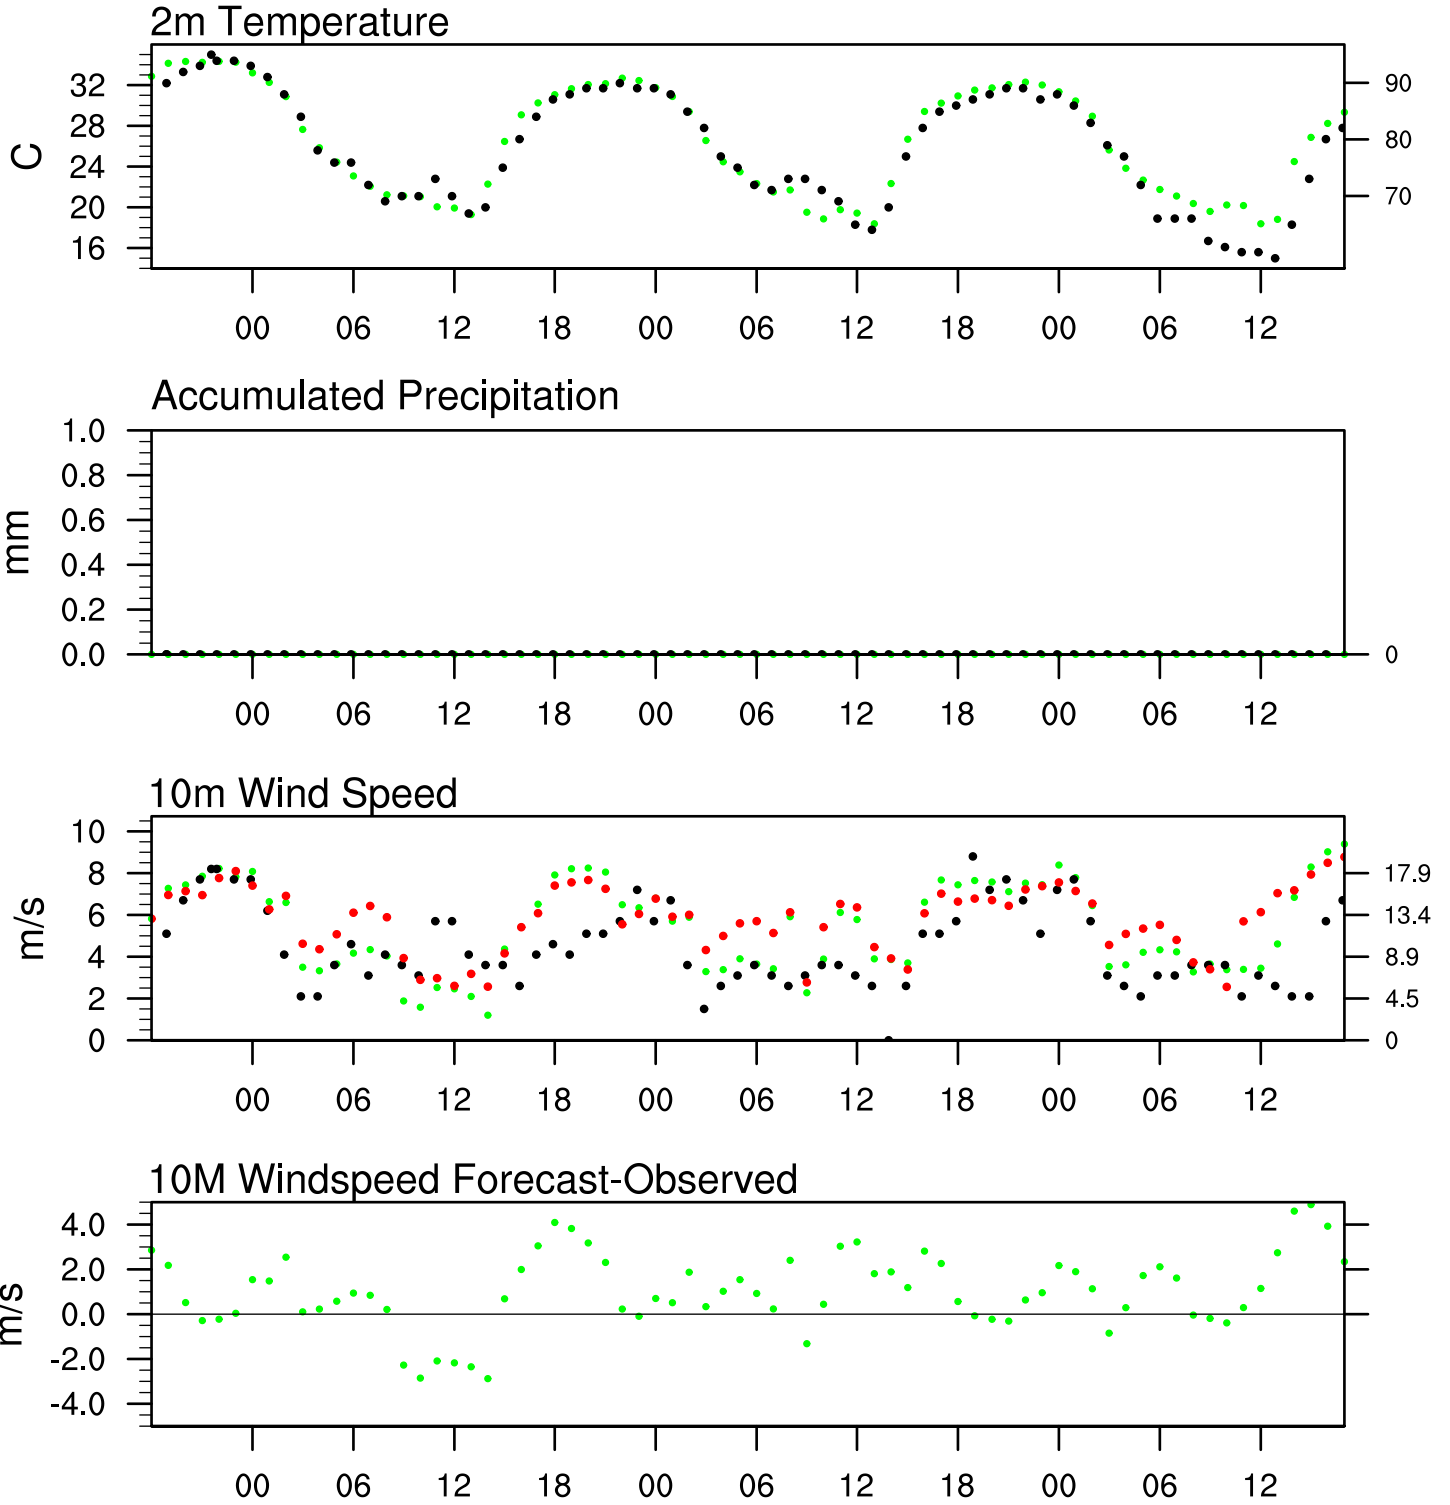 2m Temperature
C
32
28
24
20
16
90
80
70
00 06 12 18 00 06 12 18 00 06 12
Accumulated Precipitation
mm
1.0
0.8
0.6
0.4
0.2
0.0
0
00 06 12 18 00 06 12 18 00 06 12
10m Wind Speed
m/s
10
8
6
4
2
0
17.9
13.4
8.9
4.5
0
00 06 12 18 00 06 12 18 00 06 12
10M Windspeed Forecast-Observed
m/s
4.0
2.0
0.0
-2.0
-4.0
00 06 12 18 00 06 12 18 00 06 12